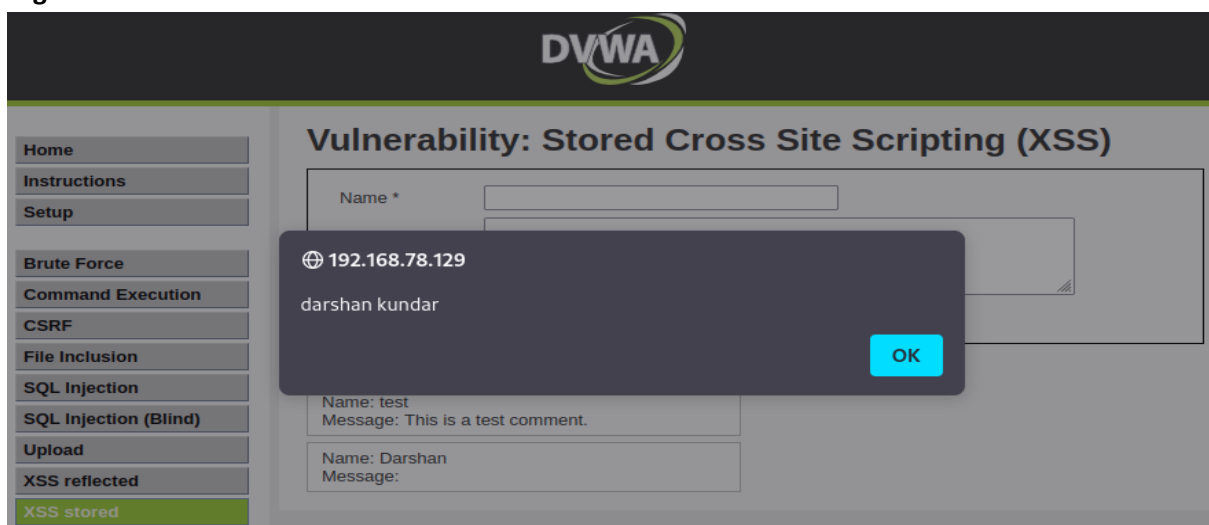 DVWA
Vulnerability: Stored Cross Site Scripting (XSS)
Home
Instructions
Setup
Brute Force
Command Execution
CSRF
File Inclusion
SQL Injection
SQL Injection (Blind)
Upload
XSS reflected
XSS stored
Name *
192.168.78.129
darshan kundar
OK
Name: test
Message: This is a test comment.
Name: Darshan
Message: